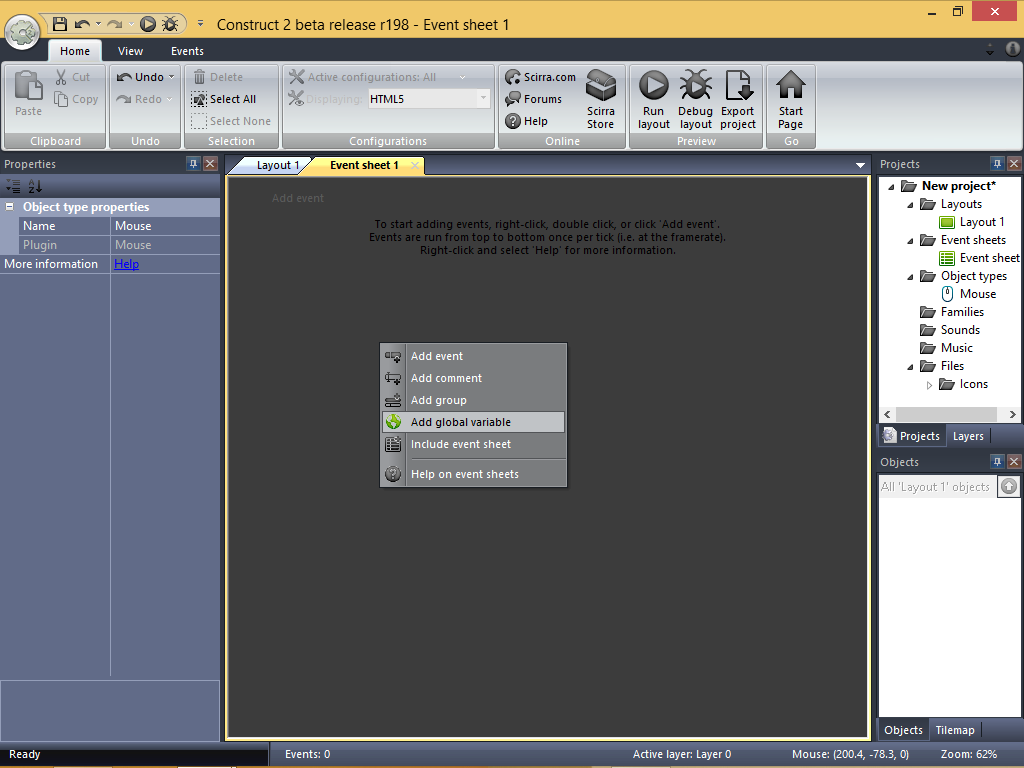 Construct 2 beta release r198 - Event sheet 1
Home View Events
Paste
Cut
Copy
Clipboard
Undo
Redo
Undo
Delete
Select All
Select None
Selection
Active configurations: All
Displaying: HTML5
Configurations
Scirra.com
Forums
Help
Scirra
Store
Online
Run
layout
Debug
layout
Export
project
Preview
Start
Page
Go
Properties
Object type properties
Name Mouse
Plugin Mouse
More information Help
Layout 1 Event sheet 1
Add event
To start adding events, right-click, double click, or click 'Add event'.
Events are run from top to bottom once per tick (i.e. at the framerate).
Right-click and select 'Help' for more information.
Add event
Add comment
Add group
Add global variable
Include event sheet
Help on event sheets
Projects
New project*
Layouts
Layout 1
Event sheets
Event sheet
Object types
Mouse
Families
Sounds
Music
Files
Icons
Projects Layers
Objects
All 'Layout 1' objects
Objects Tilemap
Ready Events: 0 Active layer: Layer 0 Mouse: (200.4, -78.3, 0) Zoom: 62%